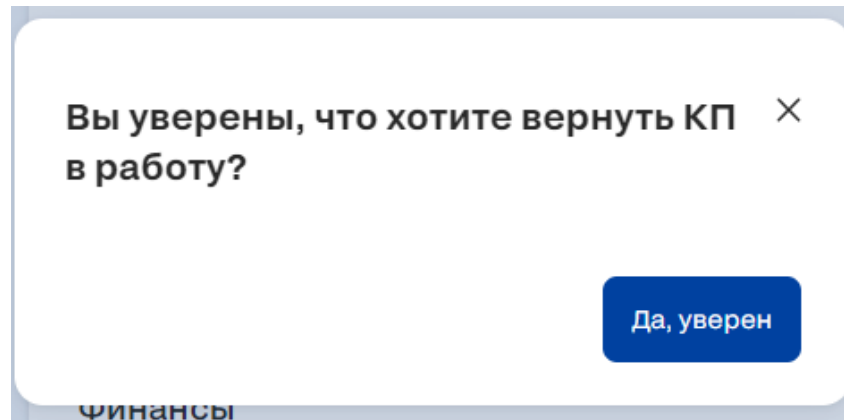 Вы уверены, что хотите вернуть КП
в работу?
Да, уверен
Финансы